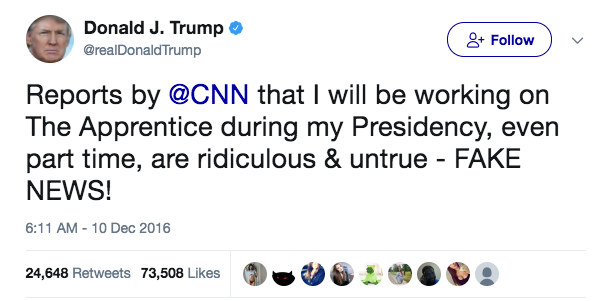 Donald J. Trump
@realDonaldTrump
Follow
Reports by @CNN that I will be working on
The Apprentice during my Presidency, even
part time, are ridiculous & untrue - FAKE
NEWS!
6:11 AM - 10 Dec 2016
24,648 Retweets 73,508 Likes